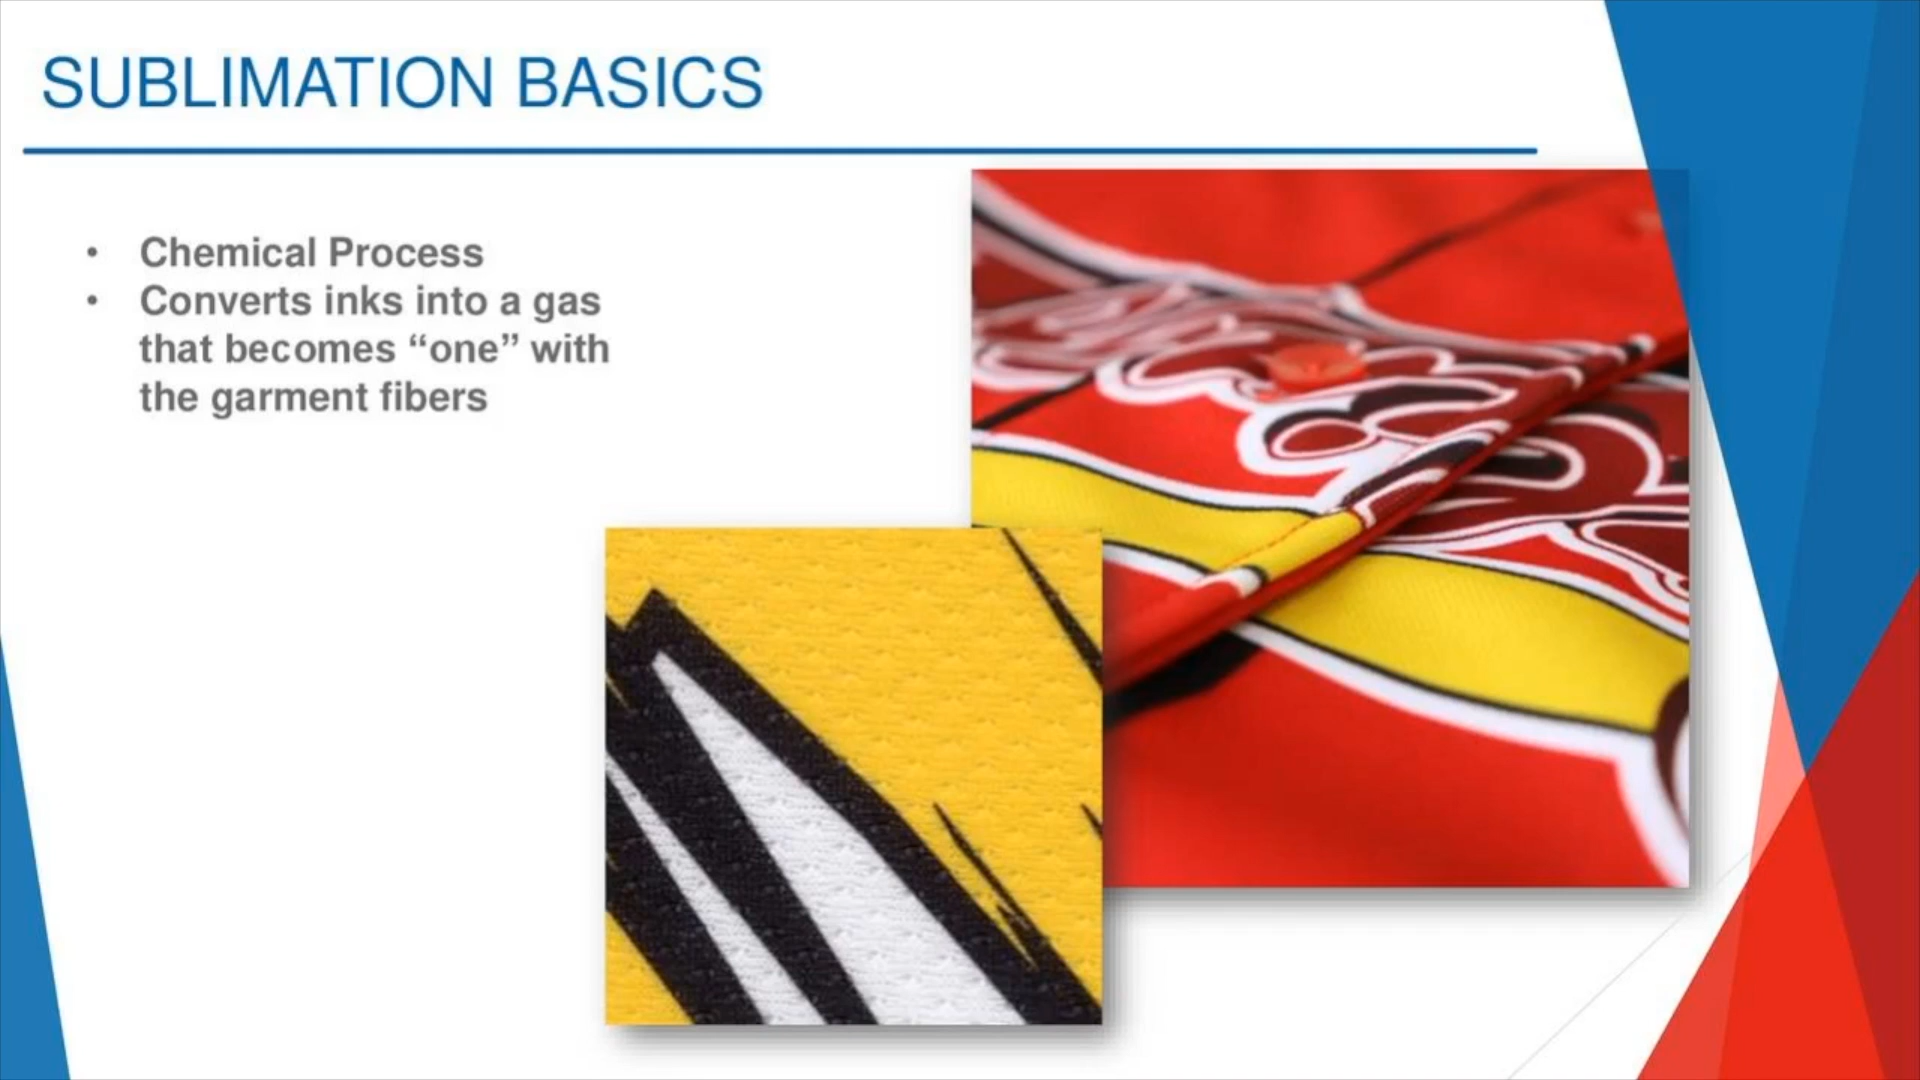 SUBLIMATION BASICS
• Chemical Process
• Converts inks into a gas
that becomes “one” with
the garment fibers